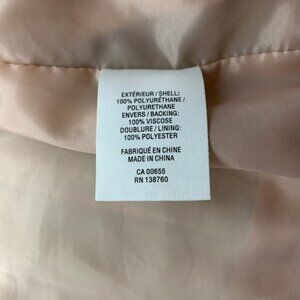 EXTÉRIEUR / SHELL:
100% POLYURÉTHANE /
POLYURETHANE
ENVERS / BACKING:
100% VISCOSE
DOUBLURE / LINING:
100% POLYESTER
FABRIQUÉ EN CHINE
MADE IN CHINA
CA 00655
RN 138760